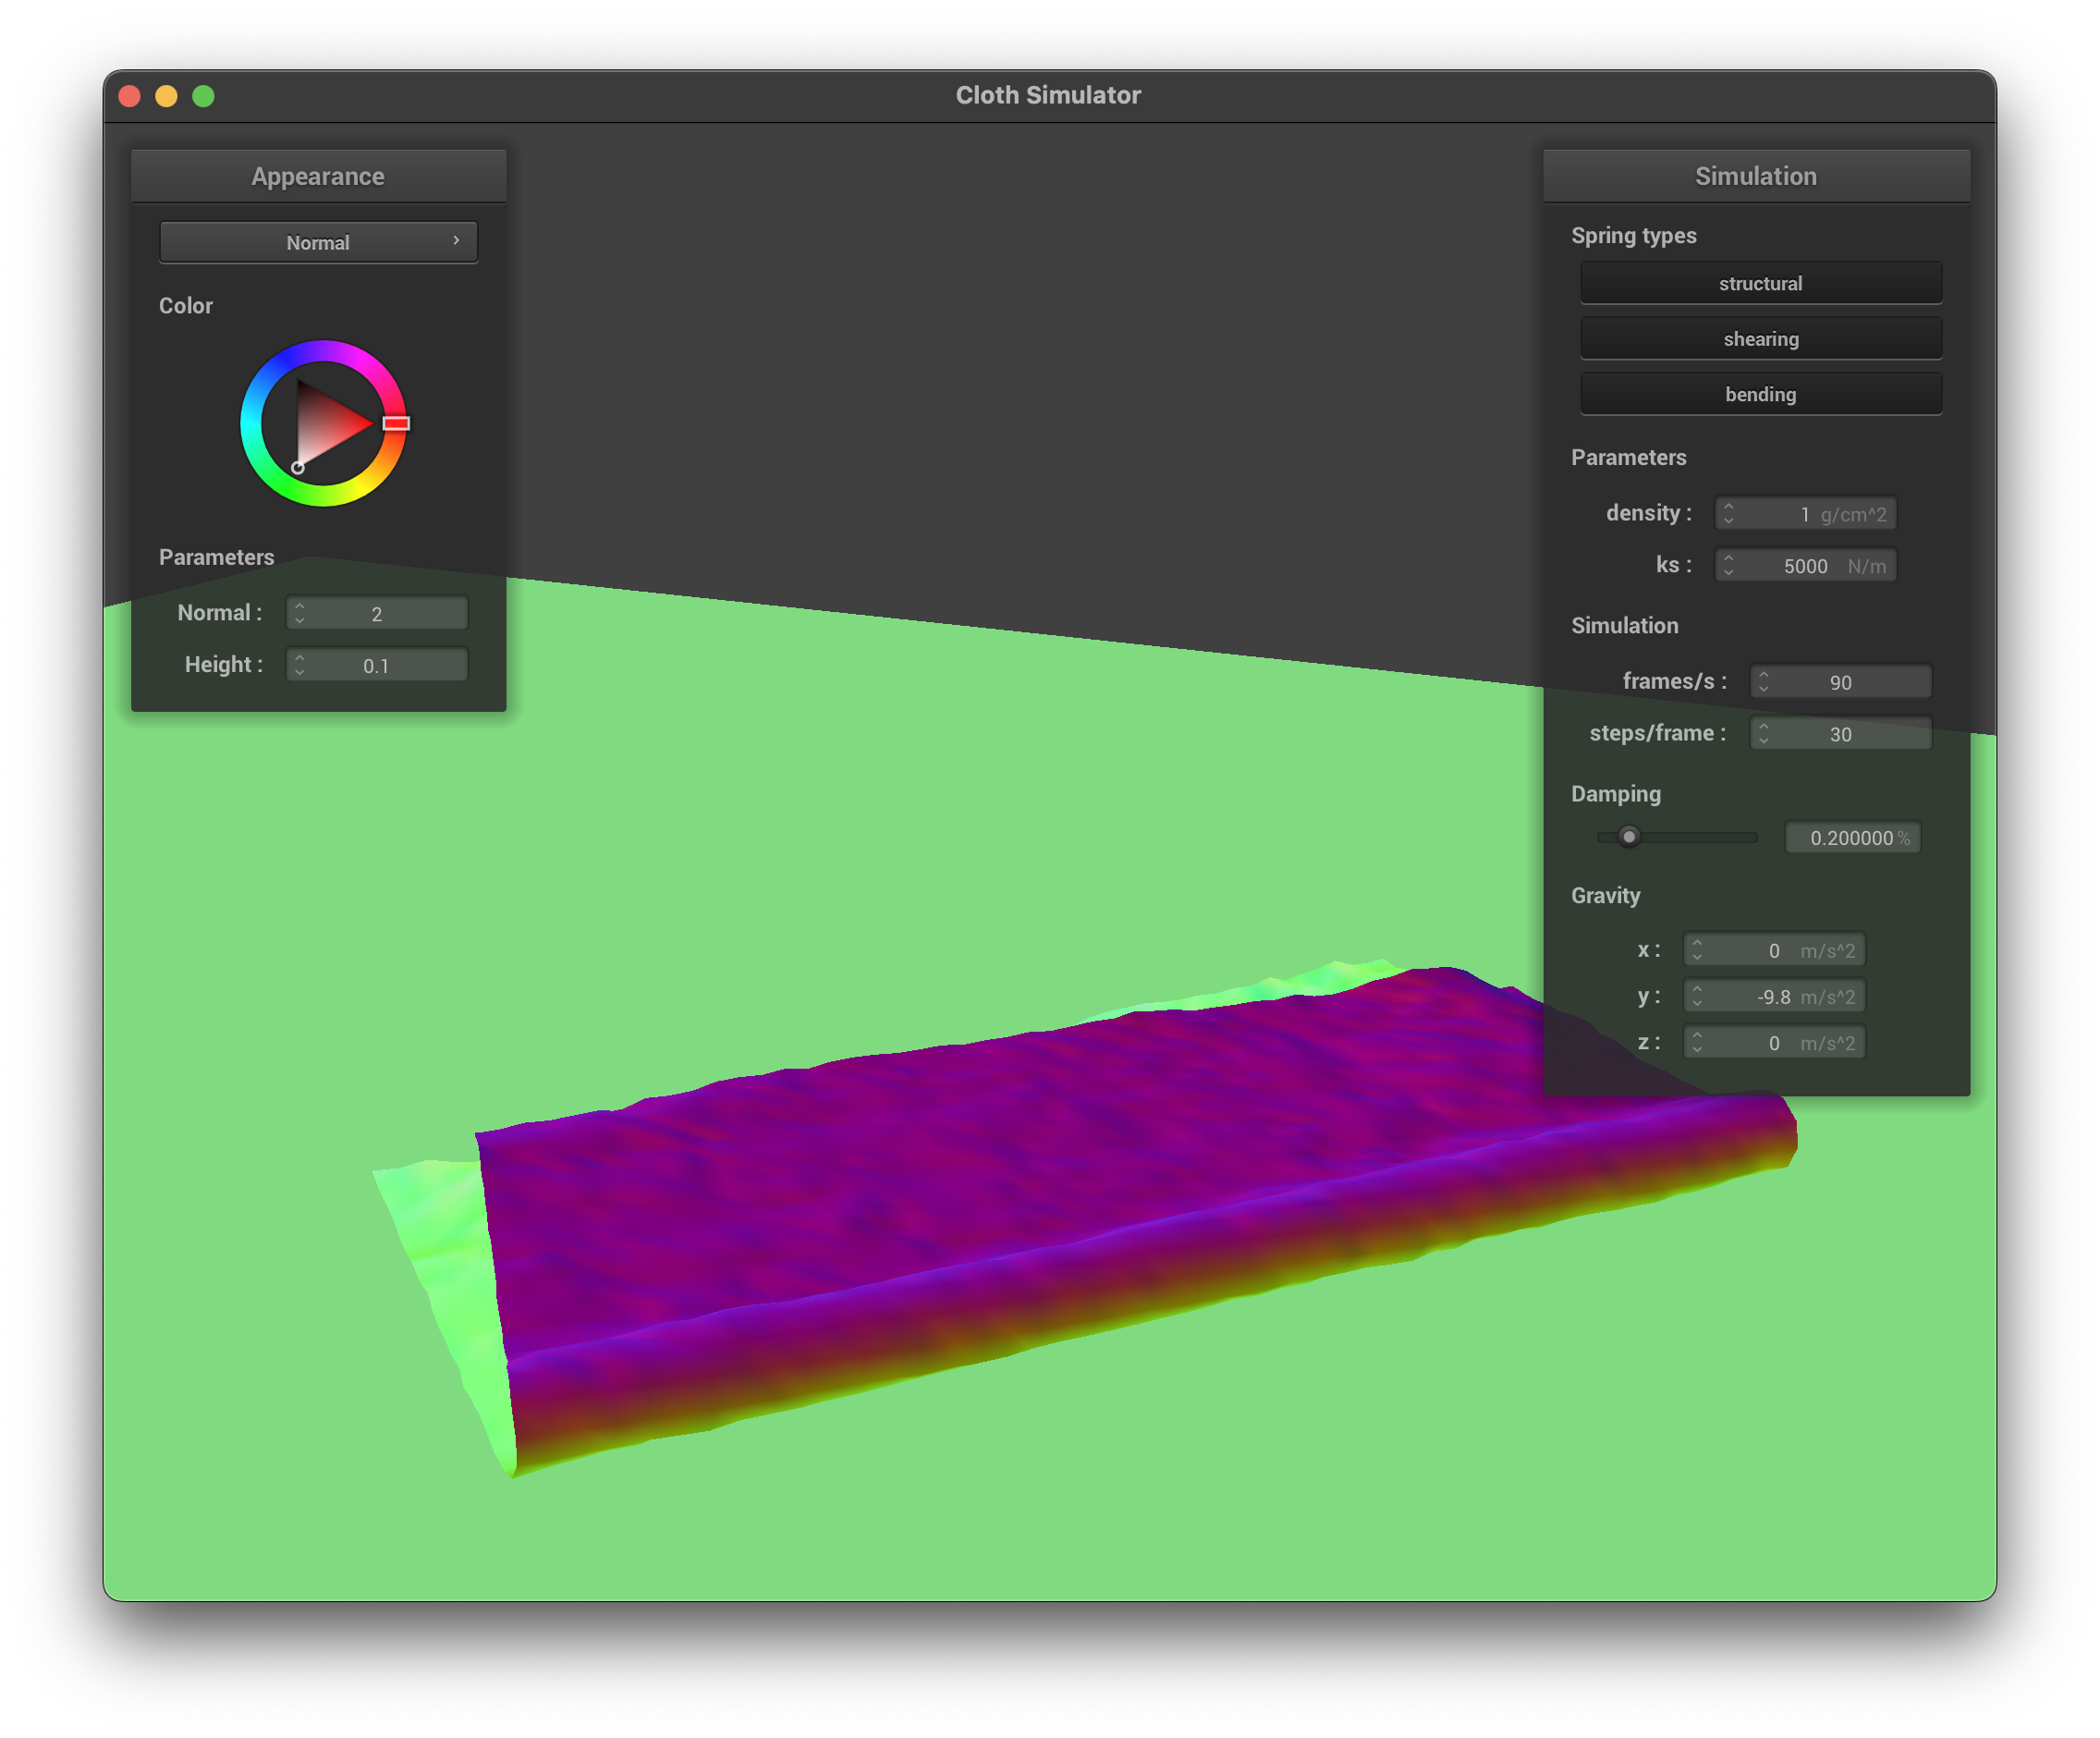 Cloth Simulator
Appearance
Normal
Color
Parameters
Normal : 2
Height : 0.1
Simulation
Spring types
structural
shearing
bending
Parameters
density : 1 g/cm^2
ks : 5000 N/m
Simulation
frames/s : 90
steps/frame : 30
Damping
0.200000 %
Gravity
x : 0 m/s^2
y : -9.8 m/s^2
z : 0 m/s^2